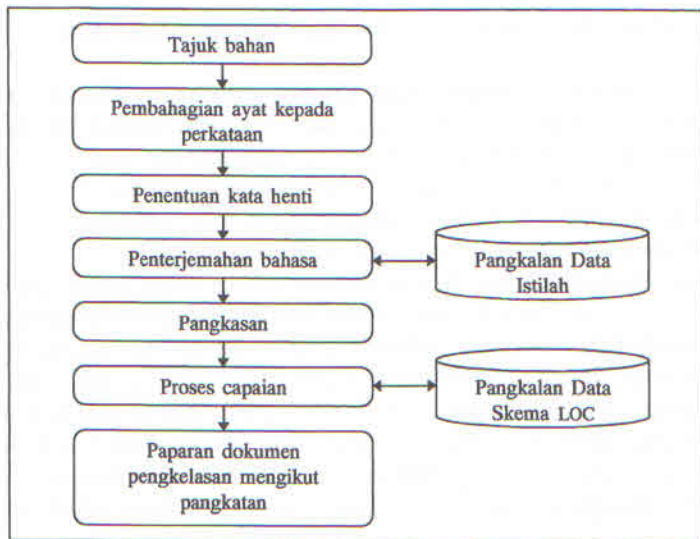 Tajuk bahan
Pembahagian ayat kepada
perkataan
Penentuan kata henti
Penterjemahan bahasa
Pangkalan Data
Istilah
Pangkasan
Proses capaian
Pangkalan Data
Skema LOC
Paparan dokumen
pengkelasan mengikut
pangkatan